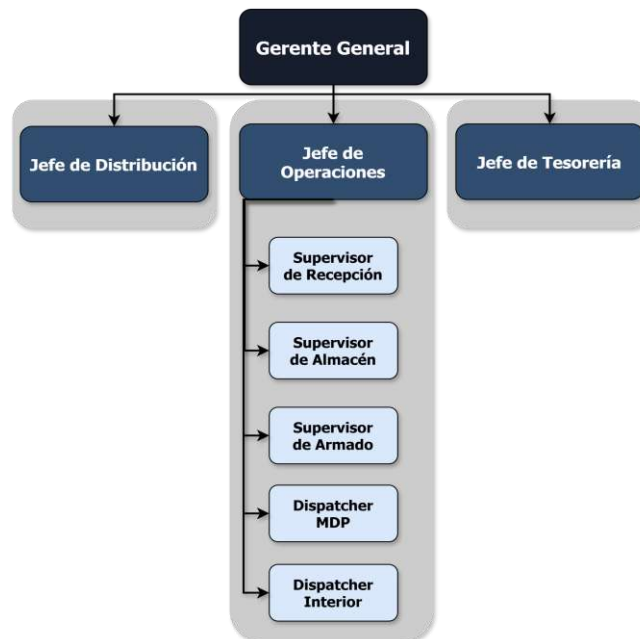 Gerente General
Jefe de Distribución
Jefe de
Operaciones
Jefe de Tesorería
Supervisor
de Recepción
Supervisor
de Almacén
Supervisor
de Armado
Dispatcher
MDP
Dispatcher
Interior